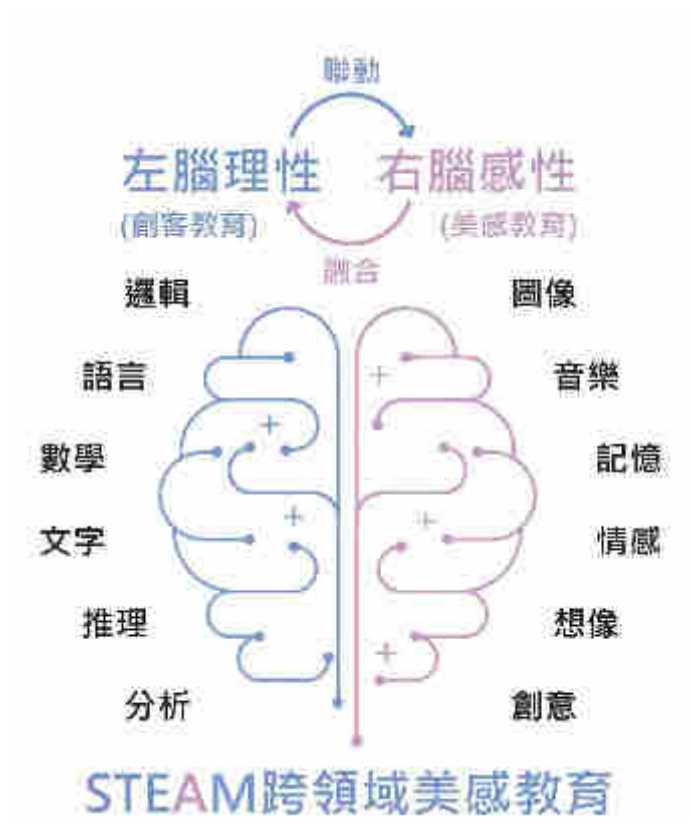 聯動
左腦理性 右腦感性
(創客教育) (美感教育)
融合
邏輯 圖像
語言 音樂
數學 記憶
文字 情感
推理 想像
分析 創意
STEAM跨領域美感教育